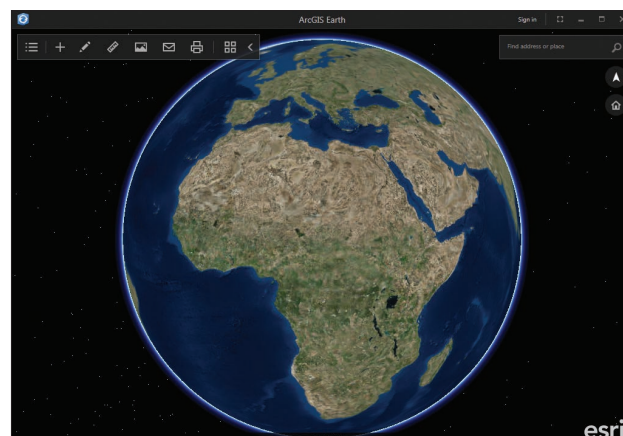 ArcGIS Earth
Sign in
Find address or place
esri